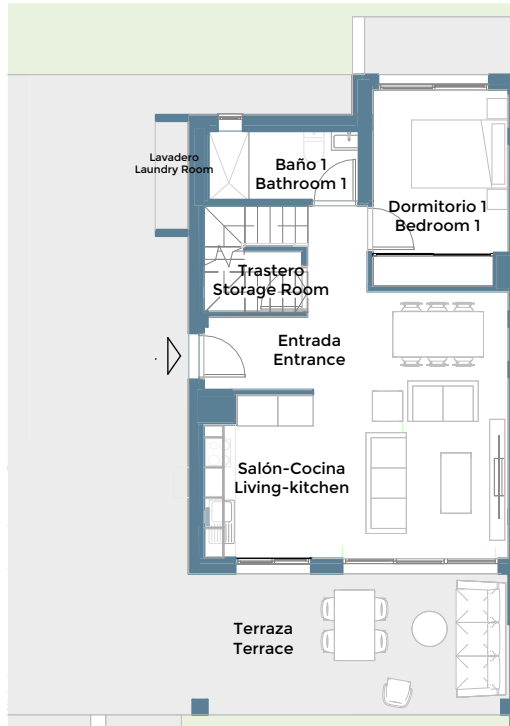 Lavadero
Laundry Room
Baño 1
Bathroom 1
Dormitorio 1
Bedroom 1
Trastero
Storage Room
Entrada
Entrance
Salón-Cocina
Living-kitchen
Terraza
Terrace